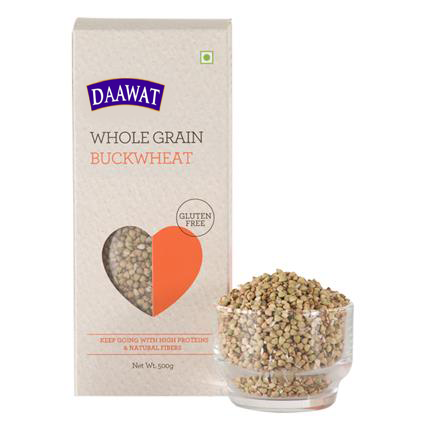 DAAWAT
WHOLE GRAIN
BUCKWHEAT
GLUTEN
FREE
KEEP GOING WITH HIGH PROTEINS
& NATURAL FIBERS
Net Wt. 500g